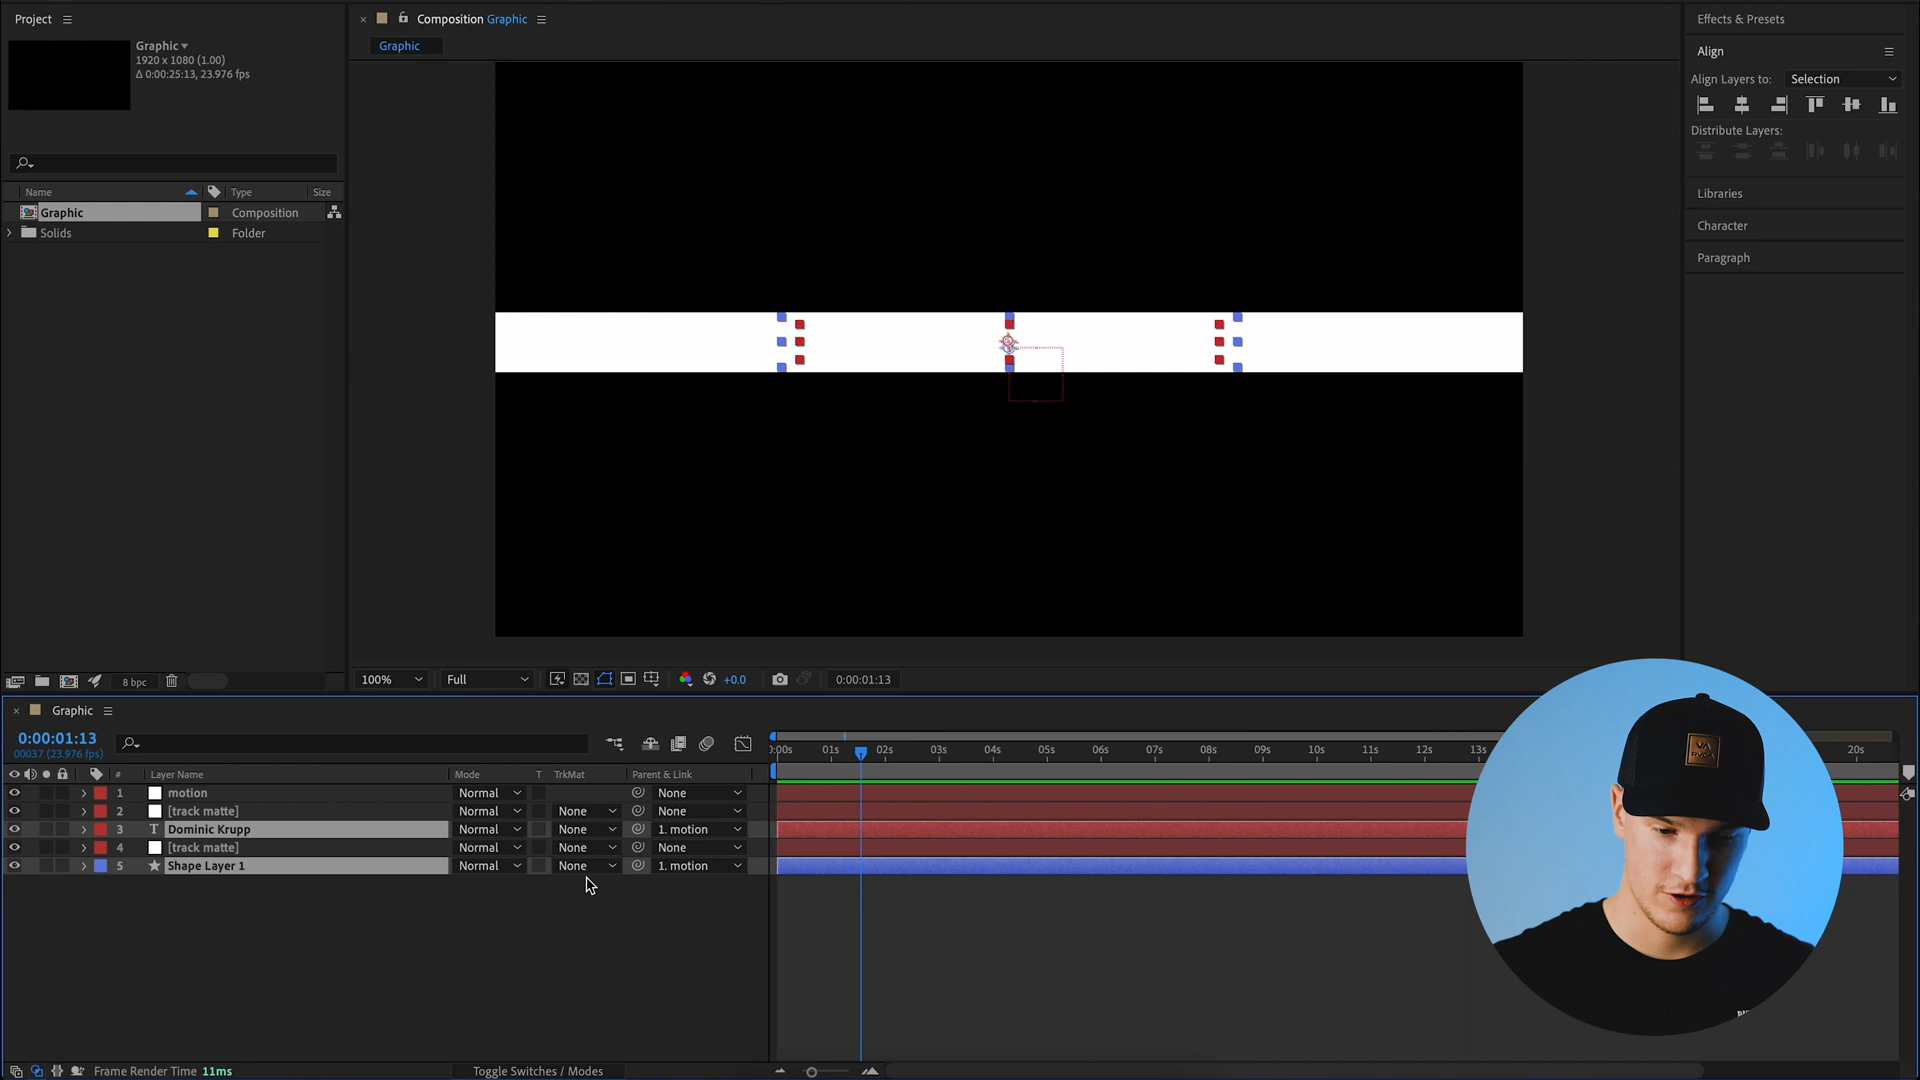 Project
Composition Graphic
Graphic
Graphic
1920 x 1080 (1.00)
Δ 0:00:25:13, 23.976 fps
Name
Type
Size
Graphic
Composition
Solids
Folder
8 bpc
100%
Full
+0.0
0:00:01:13
Effects & Presets
Align
Align Layers to:
Selection
Distribute Layers:
Libraries
Character
Paragraph
Graphic
0:00:01:13
00037 (23.976 fps)
# Layer Name Mode T TrkMat Parent & Link
1 motion Normal None
2 [track matte] Normal None None
3 T Dominic Krupp Normal None 1. motion
4 [track matte] Normal None None
5 Shape Layer 1 Normal None 1. motion
:00s 01s 02s 03s 04s 05s 06s 07s 08s 09s 10s 11s 12s 13s 20s
VA
RVCA
Frame Render Time 11ms
Toggle Switches / Modes